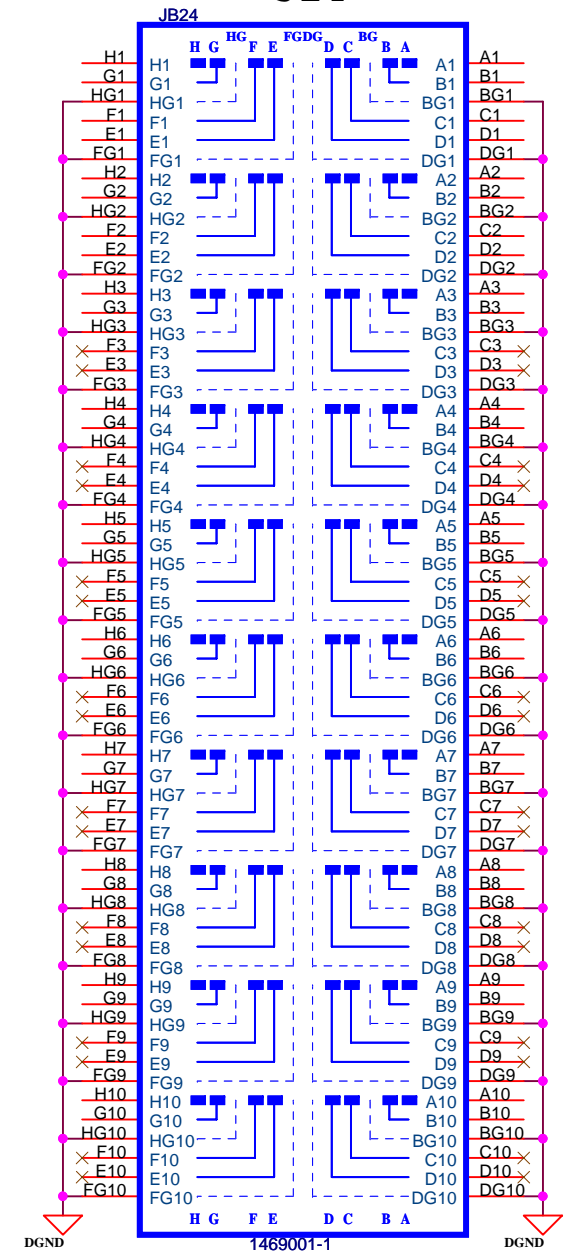 JB24
H G HG F E FGDG D C BG B A
H1 H1 A1 A1
G1 G1 B1 B1
HG1 HG1 BG1 BG1
F1 F1 C1 C1
E1 E1 D1 D1
FG1 FG1 DG1 DG1
H2 H2 A2 A2
G2 G2 B2 B2
HG2 HG2 BG2 BG2
F2 F2 C2 C2
E2 E2 D2 D2
FG2 FG2 DG2 DG2
H3 H3 A3 A3
G3 G3 B3 B3
HG3 HG3 BG3 BG3
F3 F3 C3 C3
E3 E3 D3 D3
FG3 FG3 DG3 DG3
H4 H4 A4 A4
G4 G4 B4 B4
HG4 HG4 BG4 BG4
F4 F4 C4 C4
E4 E4 D4 D4
FG4 FG4 DG4 DG4
H5 H5 A5 A5
G5 G5 B5 B5
HG5 HG5 BG5 BG5
F5 F5 C5 C5
E5 E5 D5 D5
FG5 FG5 DG5 DG5
H6 H6 A6 A6
G6 G6 B6 B6
HG6 HG6 BG6 BG6
F6 F6 C6 C6
E6 E6 D6 D6
FG6 FG6 DG6 DG6
H7 H7 A7 A7
G7 G7 B7 B7
HG7 HG7 BG7 BG7
F7 F7 C7 C7
E7 E7 D7 D7
FG7 FG7 DG7 DG7
H8 H8 A8 A8
G8 G8 B8 B8
HG8 HG8 BG8 BG8
F8 F8 C8 C8
E8 E8 D8 D8
FG8 FG8 DG8 DG8
H9 H9 A9 A9
G9 G9 B9 B9
HG9 HG9 BG9 BG9
F9 F9 C9 C9
E9 E9 D9 D9
FG9 FG9 DG9 DG9
H10 H10 A10 A10
G10 G10 B10 B10
HG10 HG10 BG10 BG10
F10 F10 C10 C10
E10 E10 D10 D10
FG10 FG10 DG10 DG10
H G F E D C B A
DGND 1469001-1 DGND